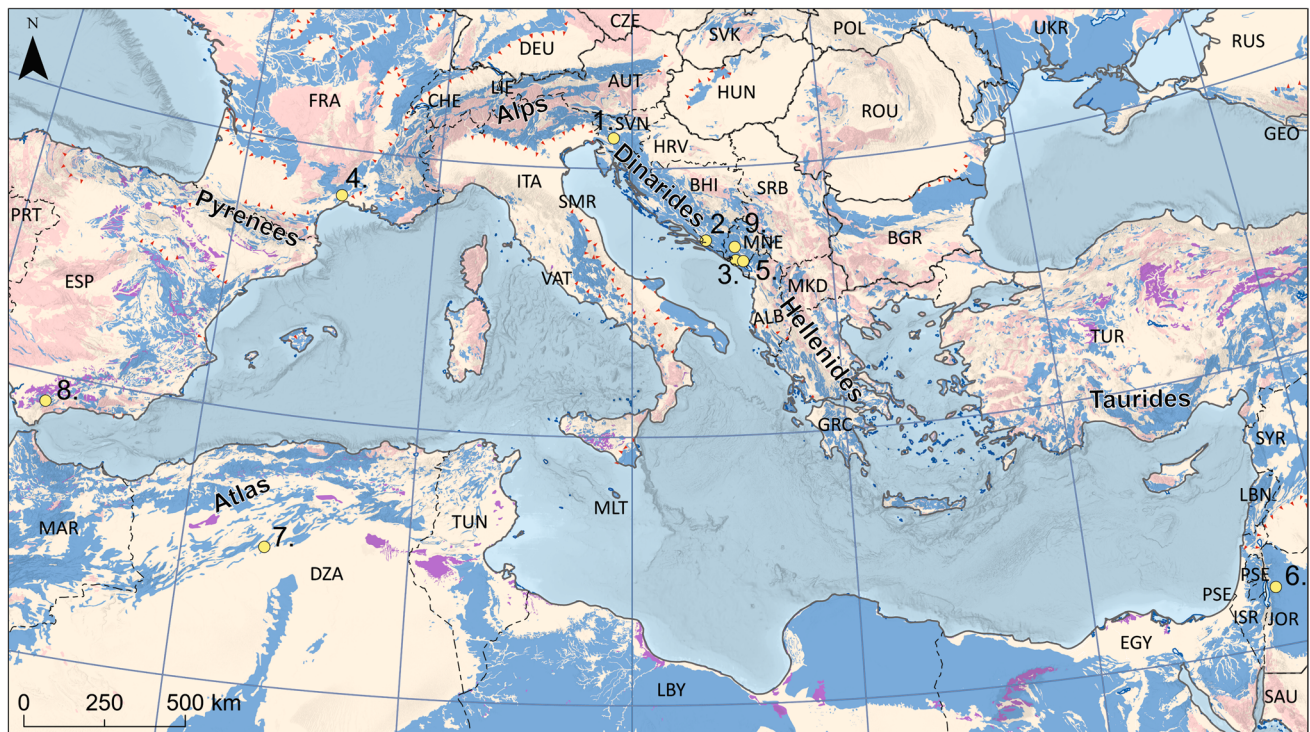 N
CZE
POL
UKR
RUS
DEU
SVK
FRA
CHE
LIE
AUT
HUN
ROU
GEO
Alps
1.
SVN
HRV
ITA
Dinarides
BHI
SRB
4.
PRT
Pyrenees
SMR
2.
9.
MNE
BGR
ESP
VAT
3.
5.
MKD
ALB
Hellenides
TUR
8.
Taurides
GRC
SYR
Atlas
LBN
MAR
MLT
TUN
7.
DZA
PSE
6.
PSE
ISR
JOR
EGY
LBY
SAU
0 250 500 km